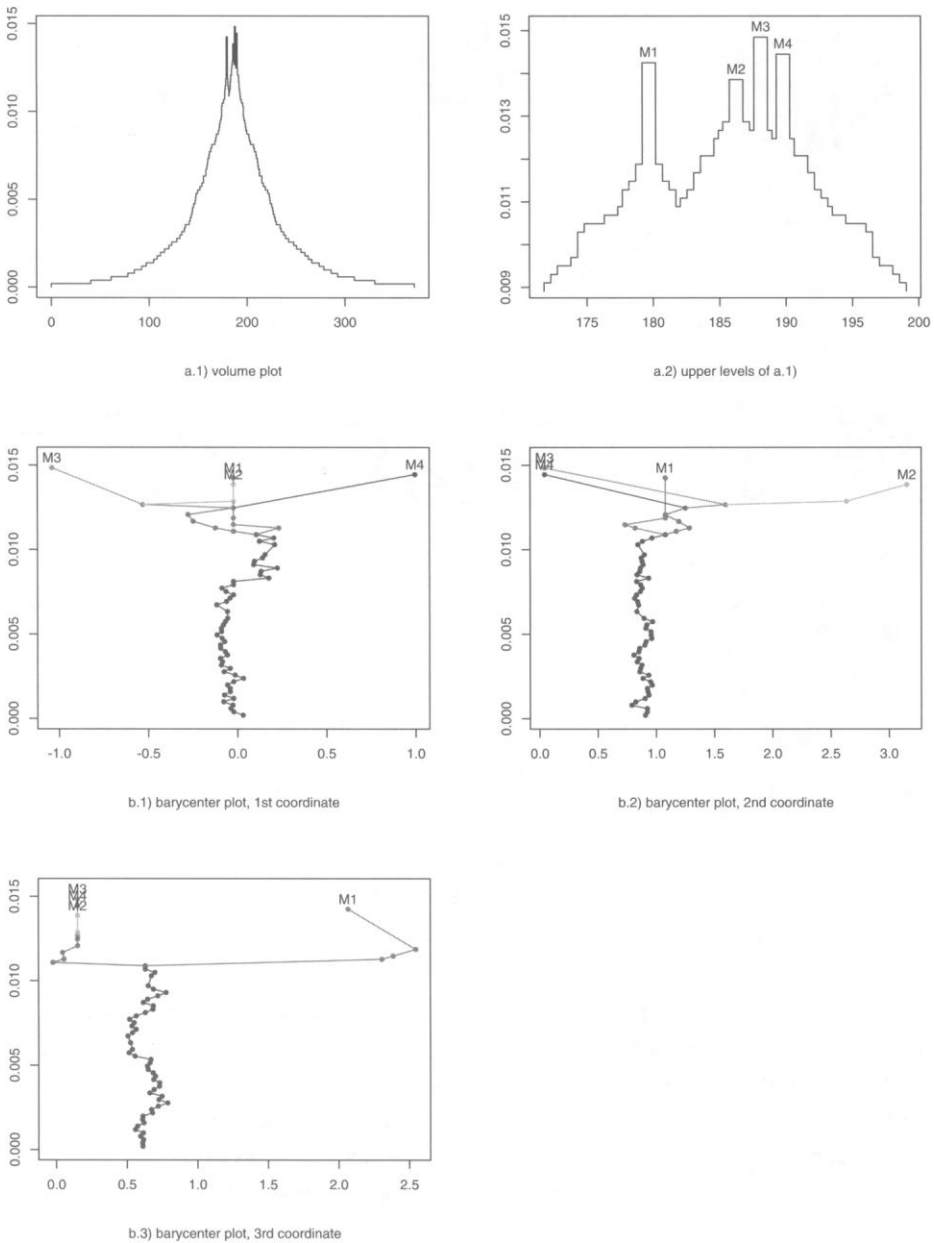 0.000 0.005 0.010 0.015
0 100 200 300
a.1) volume plot
0.009 0.011 0.013 0.015
M1 M2 M3 M4
175 180 185 190 195 200
a.2) upper levels of a.1)
0.000 0.005 0.010 0.015
M3 M1 M2 M4
-1.0 -0.5 0.0 0.5 1.0
b.1) barycenter plot, 1st coordinate
0.000 0.005 0.010 0.015
M3 M4 M1 M2
0.0 0.5 1.0 1.5 2.0 2.5 3.0
b.2) barycenter plot, 2nd coordinate
0.000 0.005 0.010 0.015
M3 M4 M2 M1
0.0 0.5 1.0 1.5 2.0 2.5
b.3) barycenter plot, 3rd coordinate